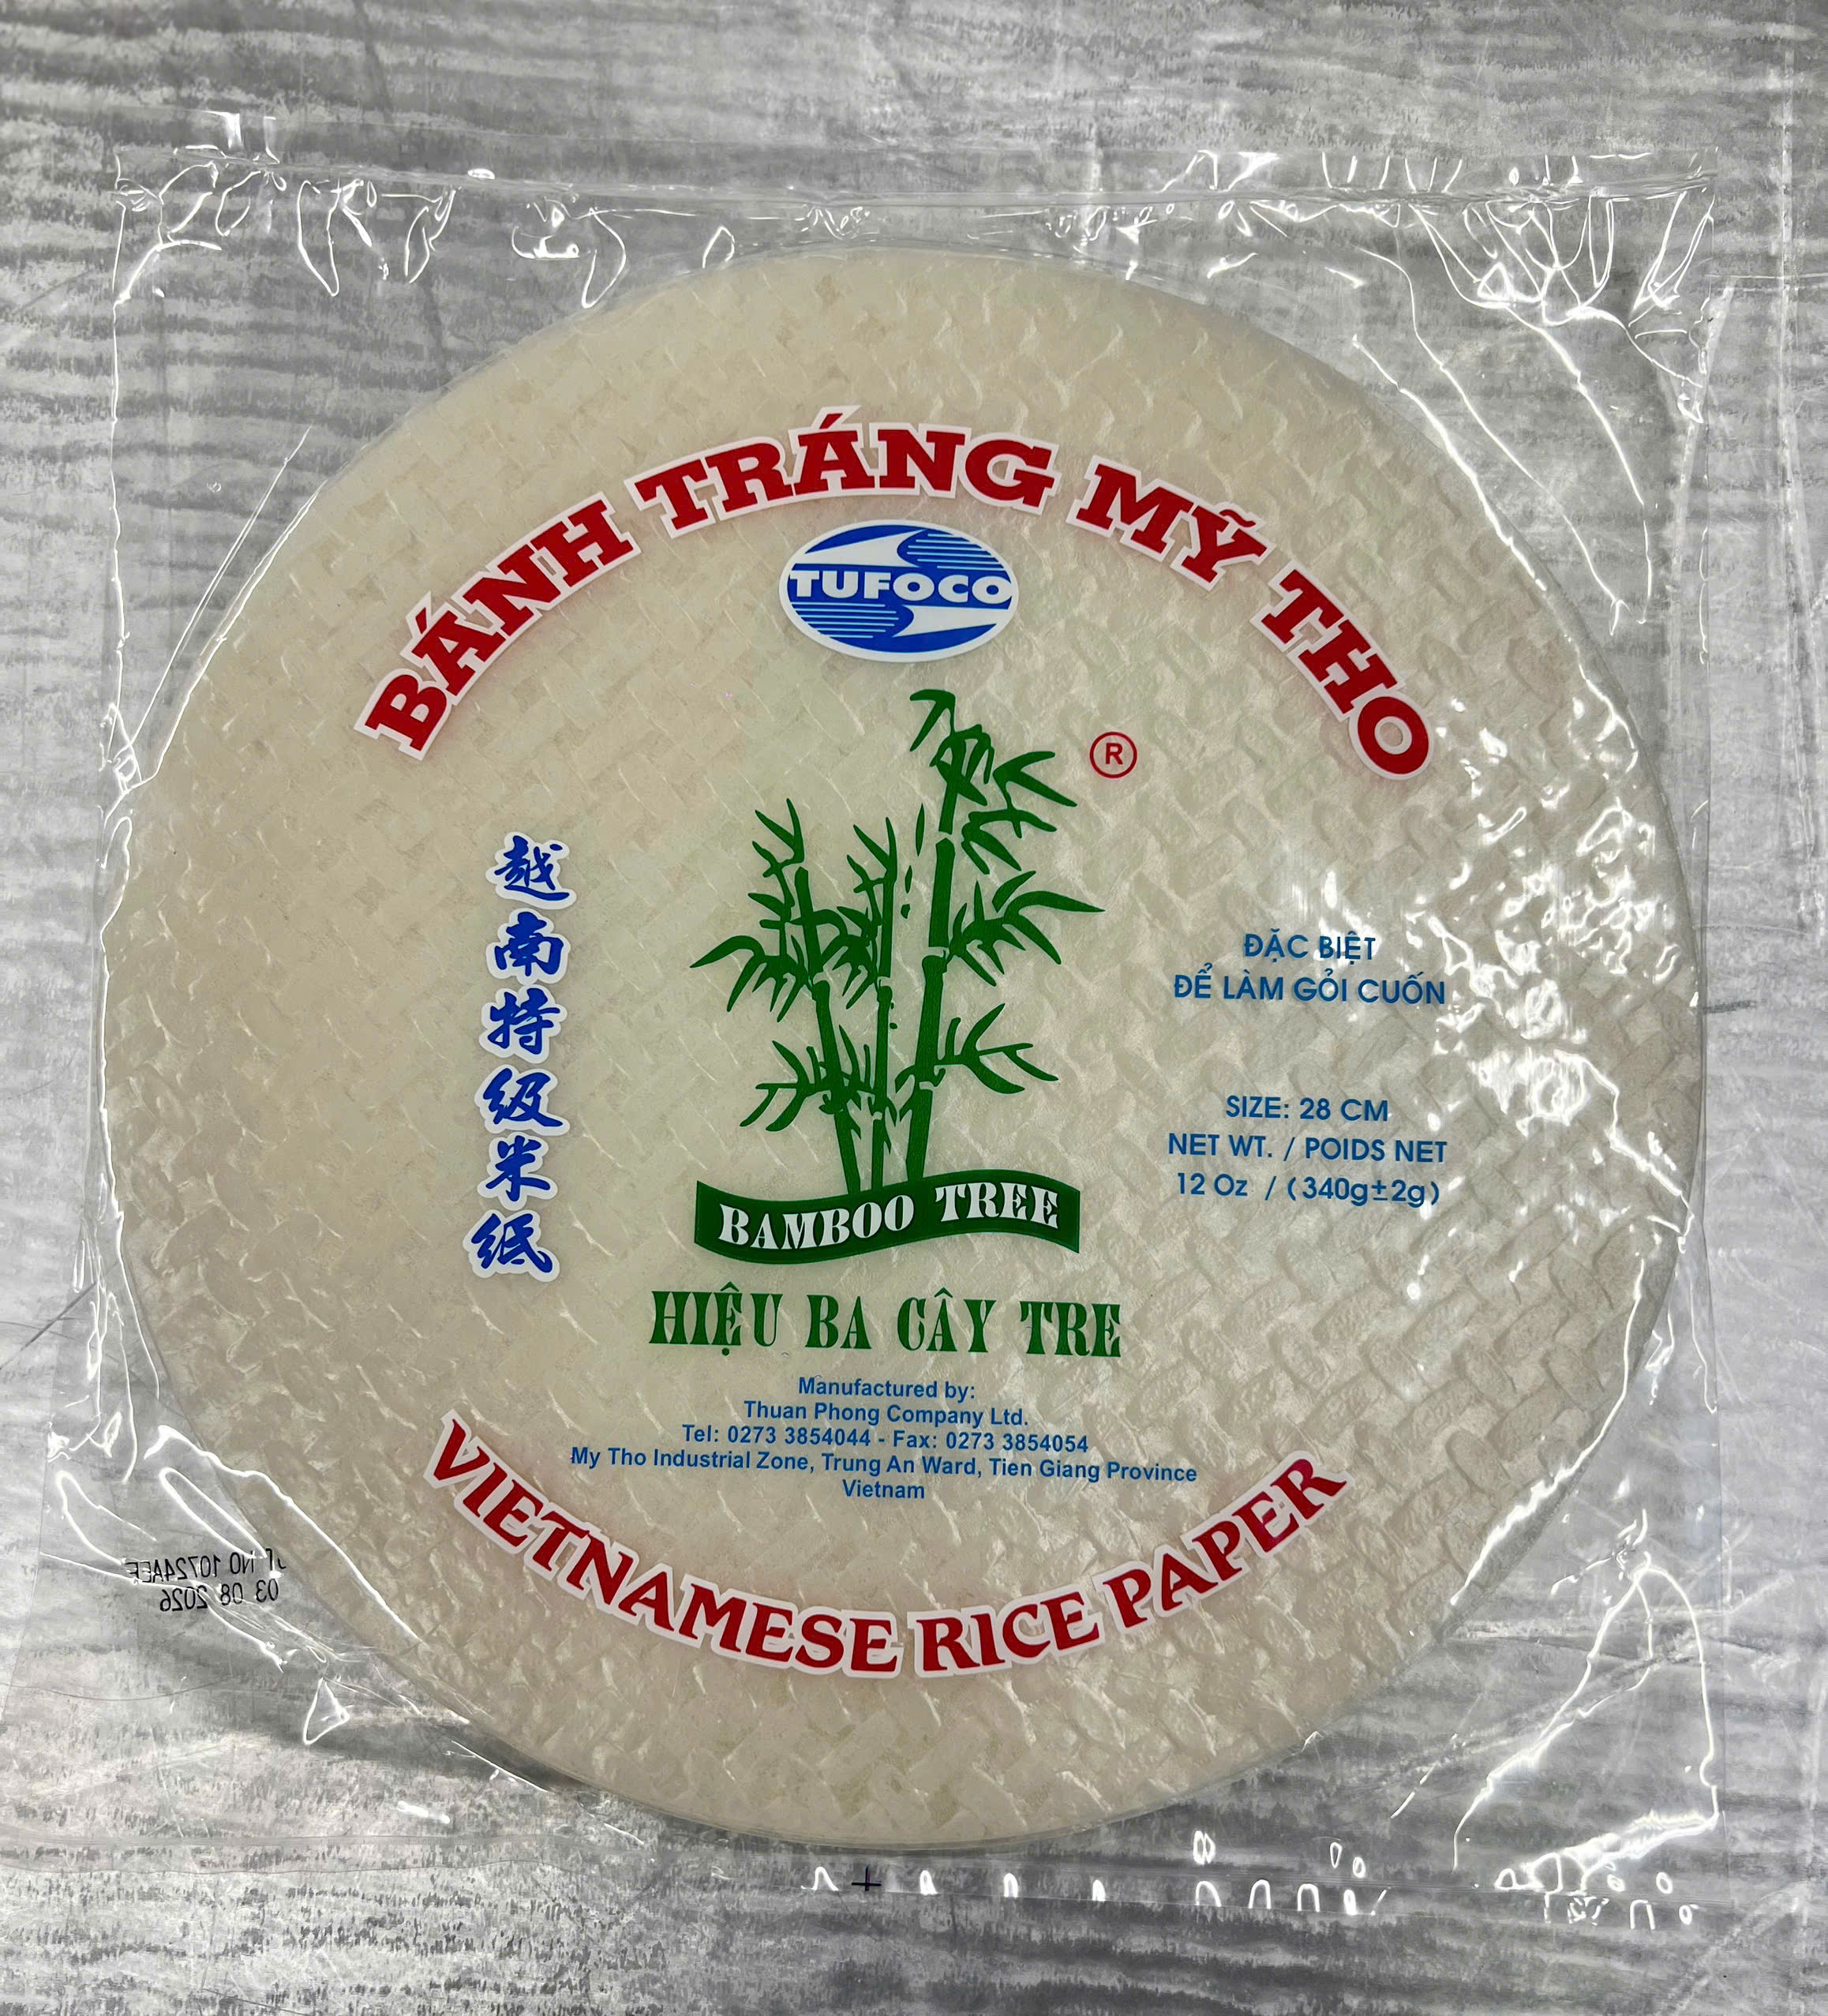 BÁNH TRÁNG MỸ THO
TUFOCO
®
越南特级米纸
ĐẶC BIỆT
ĐỂ LÀM GỎI CUỐN
SIZE: 28 CM
NET WT. / POIDS NET
12 Oz / (340g±2g)
BAMBOO TREE
HIỆU BA CÂY TRE
Manufactured by:
Thuan Phong Company Ltd.
Tel: 0273 3854044 - Fax: 0273 3854054
My Tho Industrial Zone, Trung An Ward, Tien Giang Province
Vietnam
VIETNAMESE RICE PAPER
NO
03 08 2026